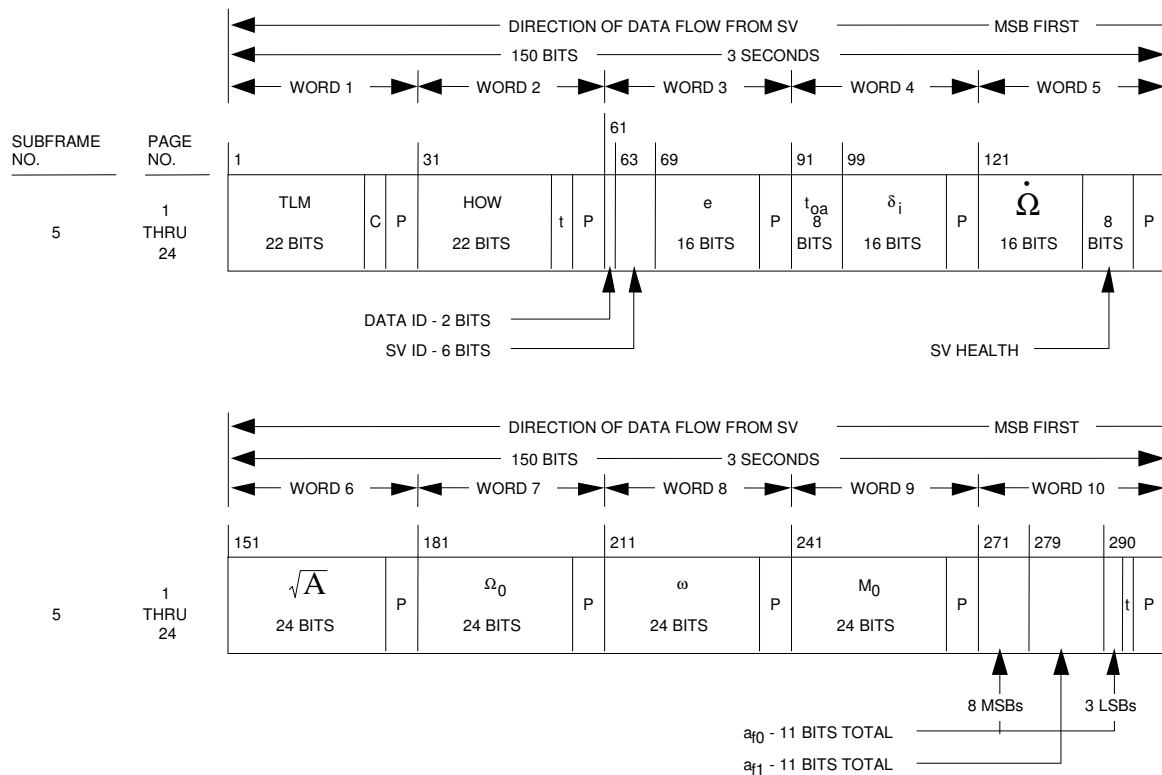 DIRECTION OF DATA FLOW FROM SV MSB FIRST
150 BITS 3 SECONDS
WORD 1 WORD 2 WORD 3 WORD 4 WORD 5
61
SUBFRAME NO. PAGE NO.
1 31 63 69 91 99 121
5
1 THRU 24
TLM 22 BITS
C
P
HOW 22 BITS
t
P
e 16 BITS
P
t_oa 8 BITS
δ_i 16 BITS
P
Ω̇ 16 BITS
8 BITS
P
DATA ID - 2 BITS
SV ID - 6 BITS
SV HEALTH
DIRECTION OF DATA FLOW FROM SV MSB FIRST
150 BITS 3 SECONDS
WORD 6 WORD 7 WORD 8 WORD 9 WORD 10
151 181 211 241 271 279 290
5
1 THRU 24
√A 24 BITS
P
Ω_0 24 BITS
P
ω 24 BITS
P
M_0 24 BITS
P
t
P
8 MSBs 3 LSBs
a_f0 - 11 BITS TOTAL
a_f1 - 11 BITS TOTAL